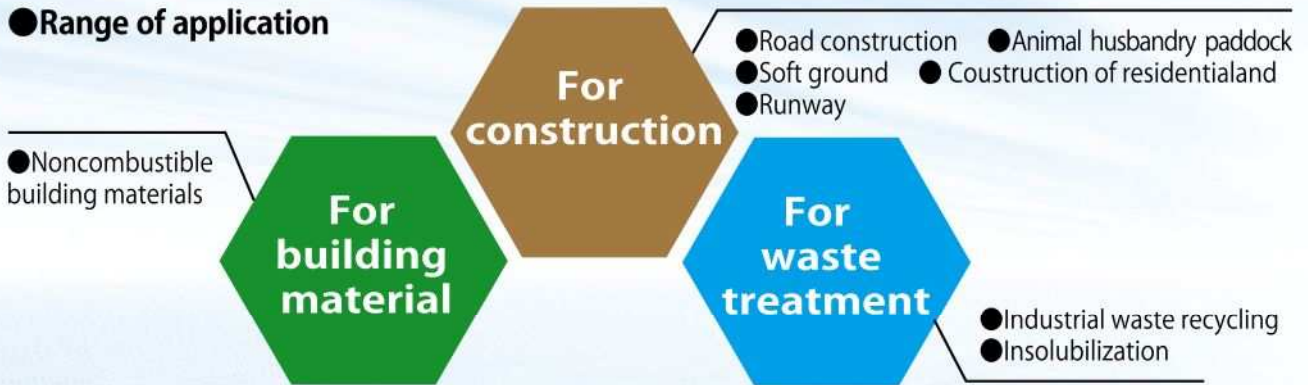 ●Range of application
●Road construction ●Animal husbandry paddock
●Soft ground ● Coustruction of residentialand
●Runway
For
construction
●Noncombustible
building materials
For
building
material
For
waste
treatment
●Industrial waste recycling
●Insolubilization